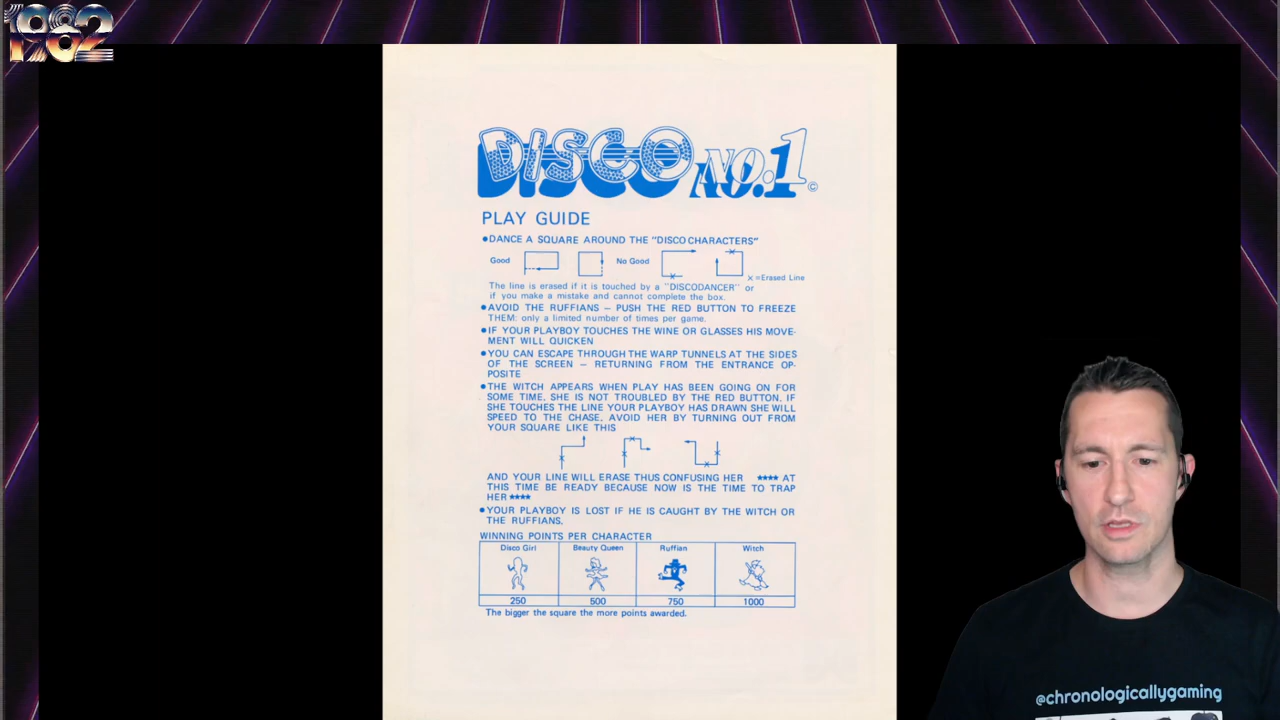 1982
DISCO NO.1 ©
PLAY GUIDE
●DANCE A SQUARE AROUND THE "DISCO CHARACTERS"
Good No Good
x=Erased Line
The line is erased if it is touched by a "DISCODANCER" or
if you make a mistake and cannot complete the box.
●AVOID THE RUFFIANS — PUSH THE RED BUTTON TO FREEZE
THEM: only a limited number of times per game.
●IF YOUR PLAYBOY TOUCHES THE WINE OR GLASSES HIS MOVE-
MENT WILL QUICKEN
●YOU CAN ESCAPE THROUGH THE WARP TUNNELS AT THE SIDES
OF THE SCREEN — RETURNING FROM THE ENTRANCE OP-
POSITE
●THE WITCH APPEARS WHEN PLAY HAS BEEN GOING ON FOR
SOME TIME. SHE IS NOT TROUBLED BY THE RED BUTTON. IF
SHE TOUCHES THE LINE YOUR PLAYBOY HAS DRAWN SHE WILL
SPEED TO THE CHASE. AVOID HER BY TURNING OUT FROM
YOUR SQUARE LIKE THIS
AND YOUR LINE WILL ERASE THUS CONFUSING HER ★★★★ AT
THIS TIME BE READY BECAUSE NOW IS THE TIME TO TRAP
HER ★★★★
●YOUR PLAYBOY IS LOST IF HE IS CAUGHT BY THE WITCH OR
THE RUFFIANS.
WINNING POINTS PER CHARACTER
Disco Girl Beauty Queen Ruffian Witch
250 500 750 1000
The bigger the square the more points awarded.
@chronologicallygaming